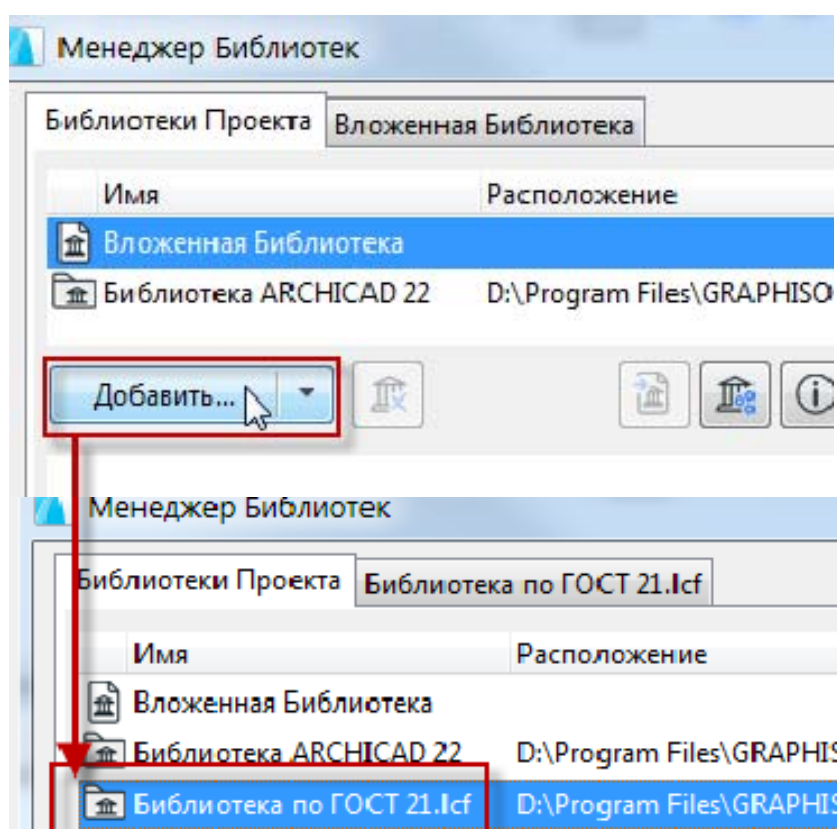 Менеджер Библиотек
Библиотеки Проекта Вложенная Библиотека
Имя Расположение
Вложенная Библиотека
Библиотека ARCHICAD 22 D:\Program Files\GRAPHISO
Добавить...
Менеджер Библиотек
Библиотеки Проекта Библиотека по ГОСТ 21.lcf
Имя Расположение
Вложенная Библиотека
Библиотека ARCHICAD 22 D:\Program Files\GRAPHIS
Библиотека по ГОСТ 21.lcf D:\Program Files\GRAPHIS